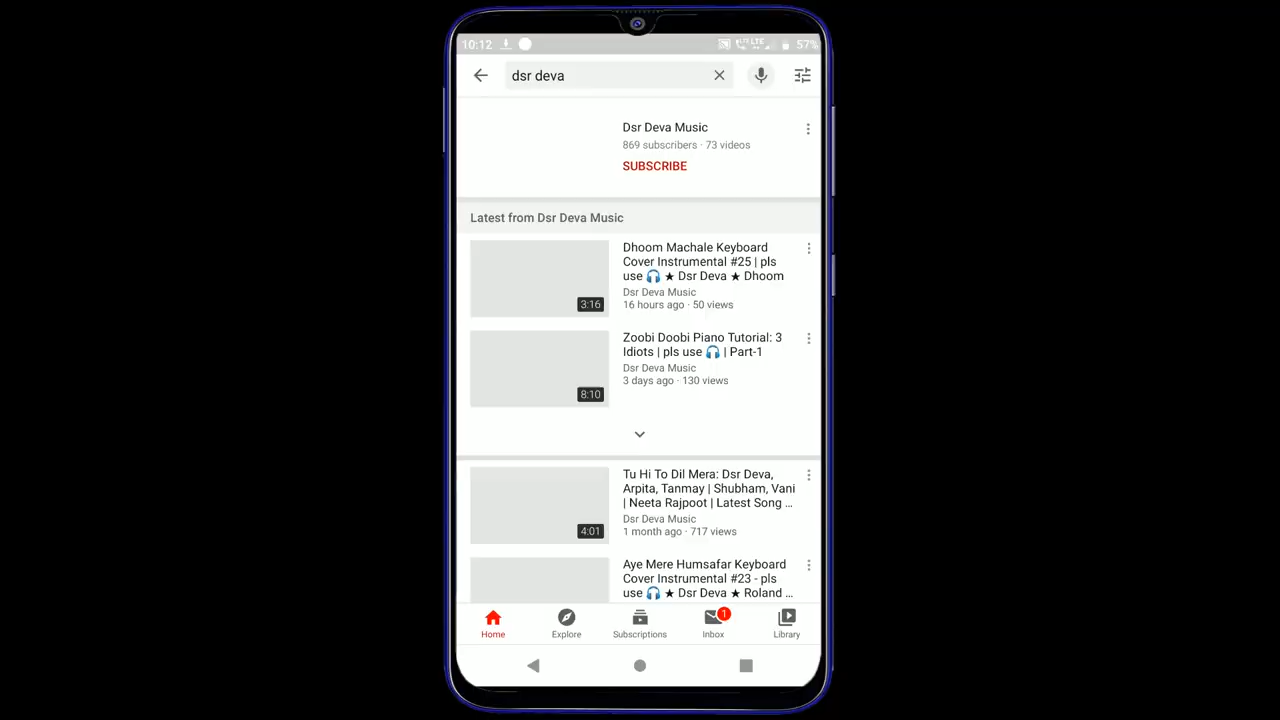 10:12
57%
dsr deva
Dsr Deva Music
869 subscribers · 73 videos
SUBSCRIBE
Latest from Dsr Deva Music
Dhoom Machale Keyboard
Cover Instrumental #25 | pls
use 🎧 ★ Dsr Deva ★ Dhoom
Dsr Deva Music
16 hours ago · 50 views
3:16
Zoobi Doobi Piano Tutorial: 3
Idiots | pls use 🎧 | Part-1
Dsr Deva Music
3 days ago · 130 views
8:10
Tu Hi To Dil Mera: Dsr Deva,
Arpita, Tanmay | Shubham, Vani
| Neeta Rajpoot | Latest Song ...
Dsr Deva Music
1 month ago · 717 views
4:01
Aye Mere Humsafar Keyboard
Cover Instrumental #23 - pls
use 🎧 ★ Dsr Deva ★ Roland ...
Home
Explore
Subscriptions
1
Inbox
Library